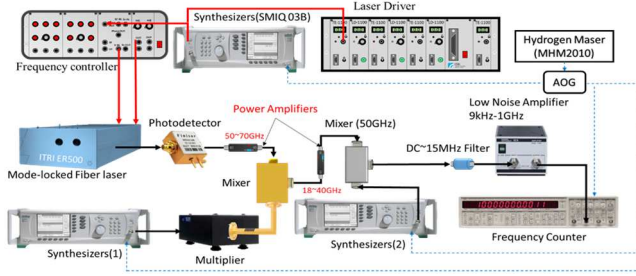 Synthesizers(SMIQ 03B)
Laser Driver
Frequency controller
Hydrogen Maser
(MHM2010)
AOG
Power Amplifiers
Mixer (50GHz)
Low Noise Amplifier
9kHz-1GHz
Photodetector
50~70GHz
DC~15MHz Filter
ITRI ER500
Mode-locked Fiber laser
Mixer
18~40GHz
Synthesizers(1)
Multiplier
Synthesizers(2)
Frequency Counter